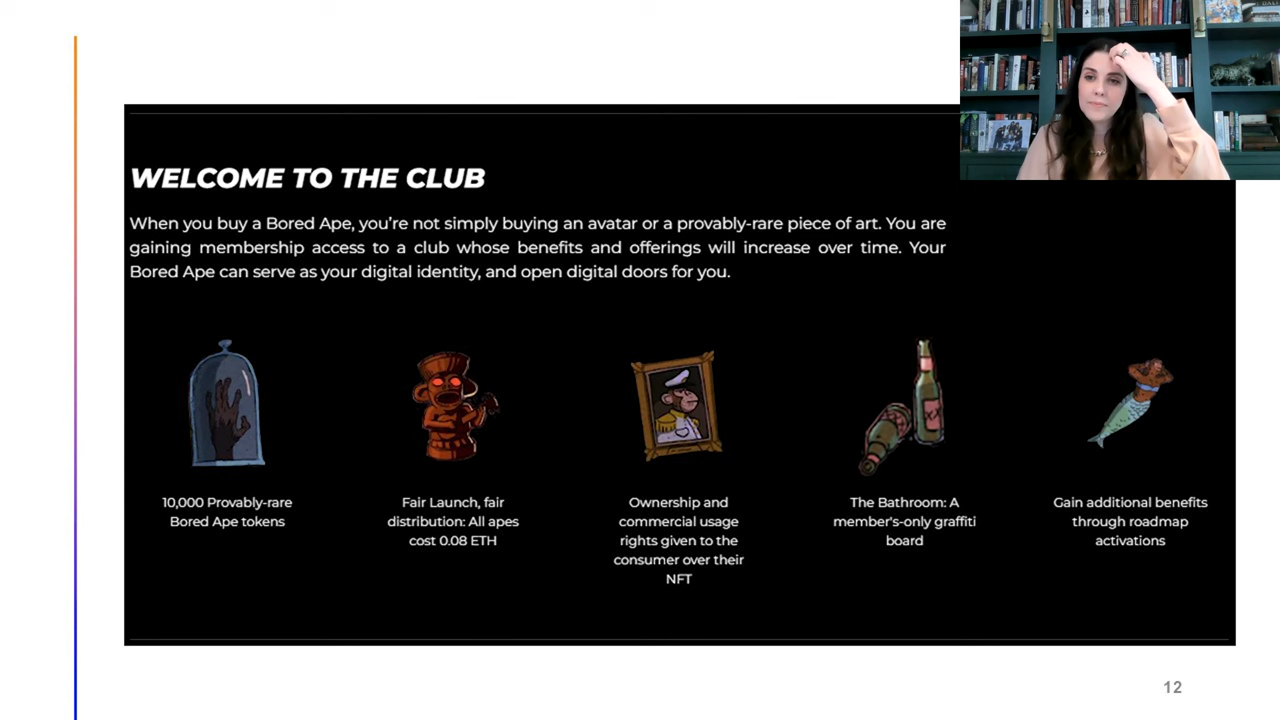 WELCOME TO THE CLUB
When you buy a Bored Ape, you're not simply buying an avatar or a provably-rare piece of art. You are
gaining membership access to a club whose benefits and offerings will increase over time. Your
Bored Ape can serve as your digital identity, and open digital doors for you.
10,000 Provably-rare
Bored Ape tokens
Fair Launch, fair
distribution: All apes
cost 0.08 ETH
Ownership and
commercial usage
rights given to the
consumer over their
NFT
The Bathroom: A
member's-only graffiti
board
Gain additional benefits
through roadmap
activations
12